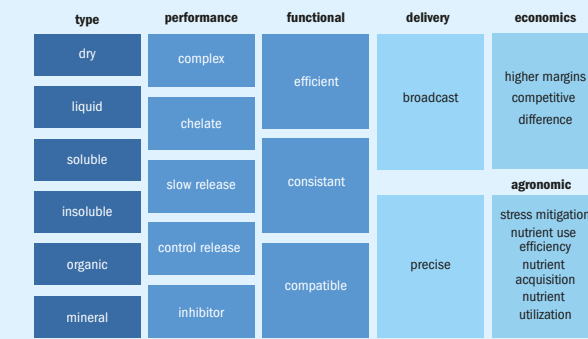 type
dry
liquid
soluble
insoluble
organic
mineral
performance
complex
chelate
slow release
control release
inhibitor
functional
efficient
consistant
compatible
delivery
broadcast
precise
economics
higher margins
competitive
difference
agronomic
stress mitigation
nutrient use
efficiency
nutrient
acquisition
nutrient
utilization